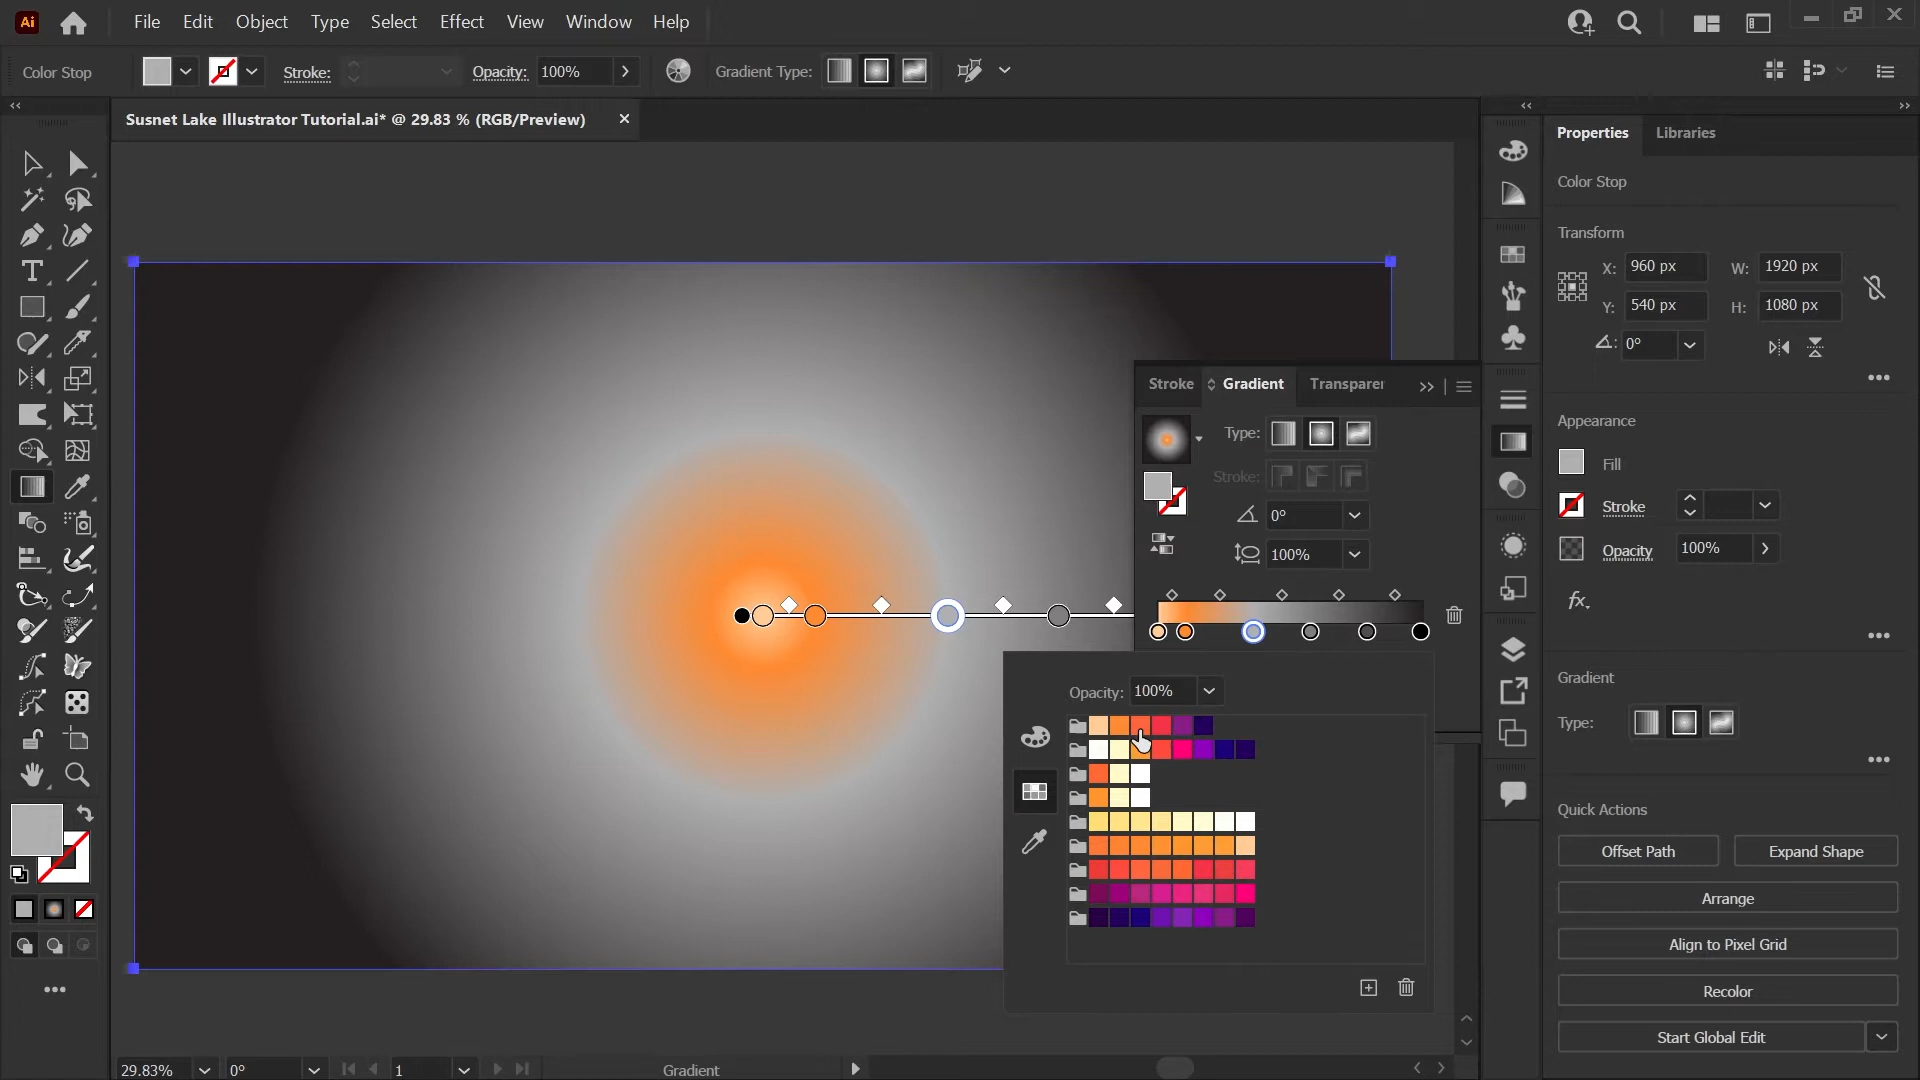 Ai File Edit Object Type Select Effect View Window Help
Color Stop Stroke: Opacity: 100% Gradient Type:
Susnet Lake Illustrator Tutorial.ai* @ 29.83 % (RGB/Preview)
Properties Libraries
Color Stop
Transform
X: 960 px W: 1920 px
Y: 540 px H: 1080 px
0°
Stroke Gradient Transparen
Type:
Stroke:
0°
100%
Appearance
Fill
Stroke
Opacity 100%
fx.
Opacity: 100%
Gradient
Type:
Quick Actions
Offset Path Expand Shape
Arrange
Align to Pixel Grid
Recolor
Start Global Edit
29.83% 0° 1 Gradient